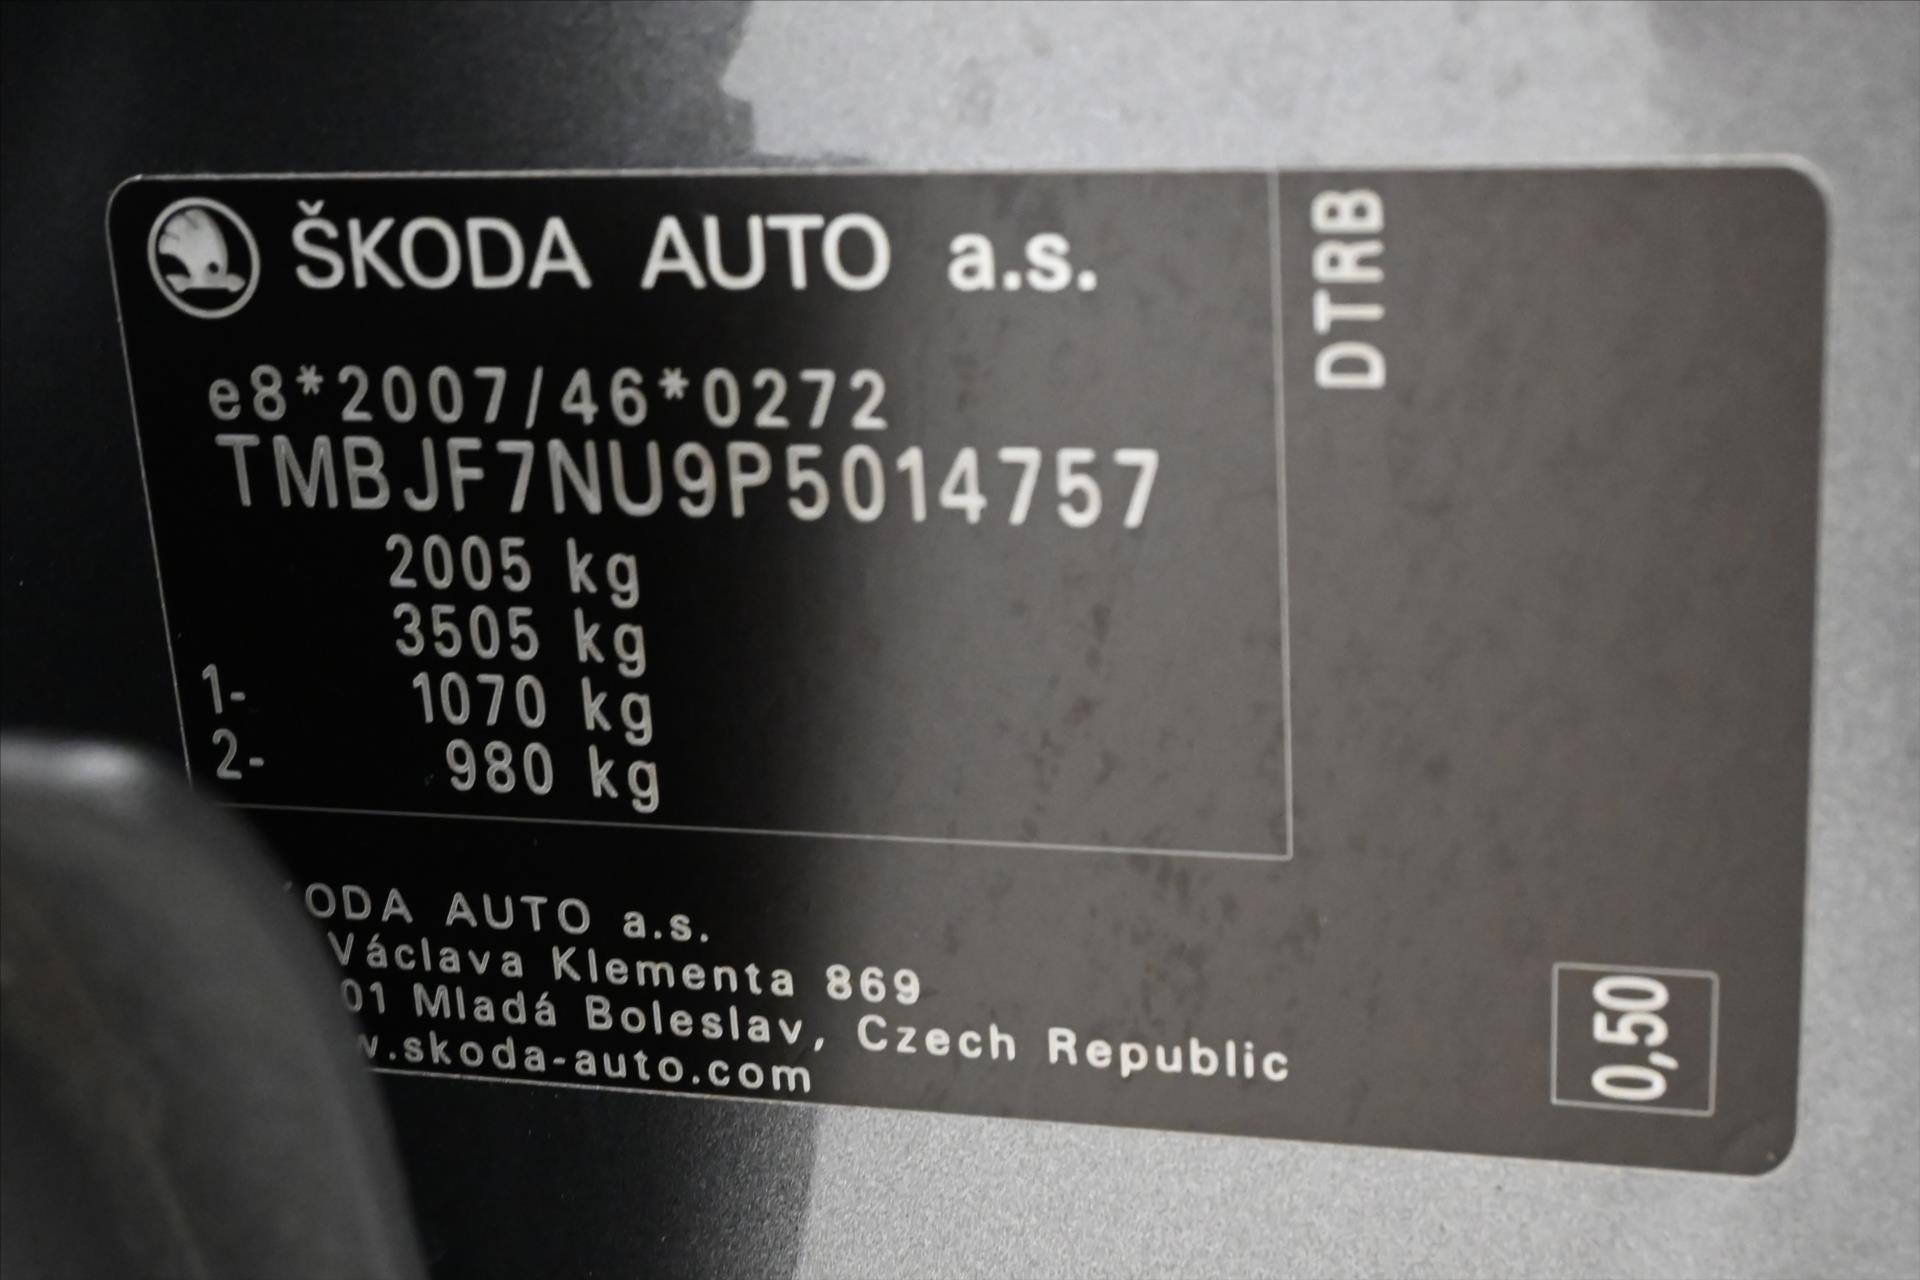 ŠKODA AUTO a.s.
e8*2007/46*0272
TMBJF7NU9P5014757
2005 kg
3505 kg
1- 1070 kg
2- 980 kg
DTRB
ODA AUTO a.s.
Václava Klementa 869
01 Mladá Boleslav, Czech Republic
.skoda-auto.com
0,50